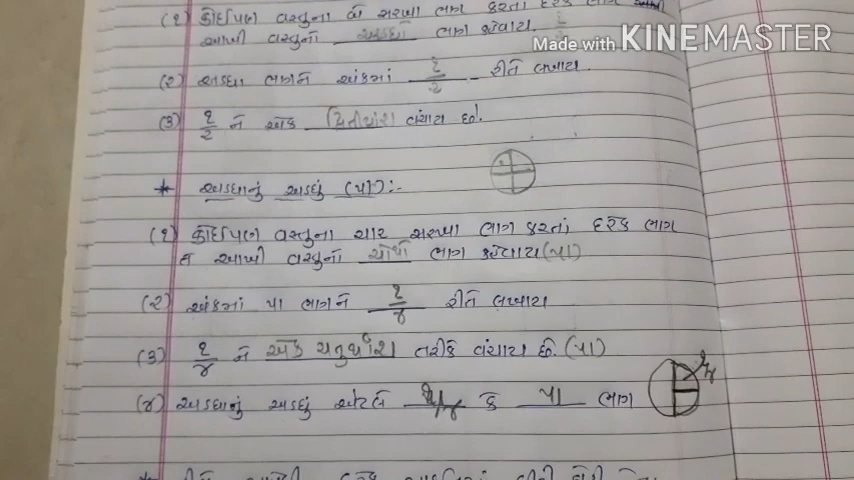 (૧) કોઈપણ વસ્તુના બે સરખા ભાગ કરતા દરેક ભાગ
આખી વસ્તુનો અડધો ભાગ કહેવાય.
Made with KINEMASTER
(૨) અડધા ભાગને અંકમાં ૧/૨ રીતે લખાય.
(૩) ૧/૨ ને એક દ્વિતીયાંશ વંચાય છે.
* અડધાનું અડધું (પા):-
(૧) કોઈપણ વસ્તુના ચાર સરખા ભાગ કરતાં દરેક ભાગ
તે આખી વસ્તુનો ચોથો ભાગ કહેવાય (પા)
(૨) અંકમાં પા ભાગને ૧/૪ રીતે લખાય
(૩) ૧/૪ ને એક ચતુર્થાંશ તરીકે વંચાય છે. (પા)
૧/૪
(૪) અડધાનું અડધું એટલે ૧/૪ કે પા ભાગ